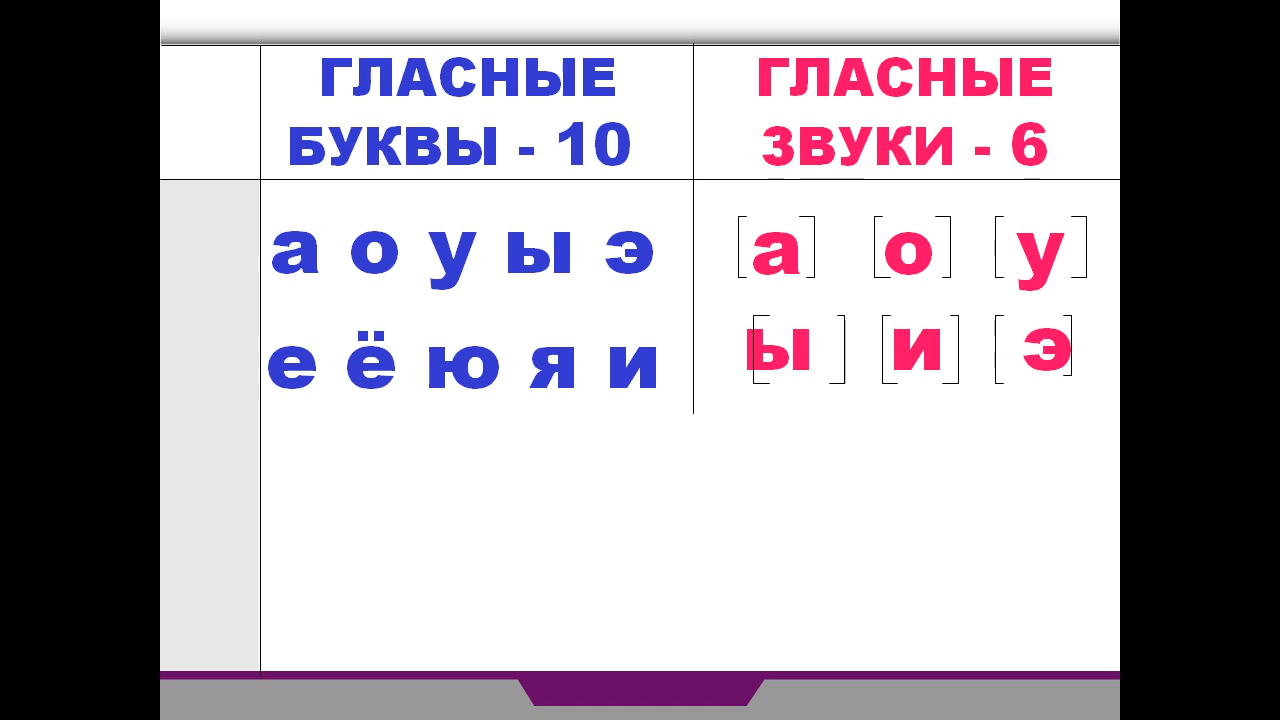 ГЛАСНЫЕ
БУКВЫ - 10
ГЛАСНЫЕ
ЗВУКИ - 6
а о у ы э
е ё ю я и
[а] [о] [у]
[ы] [и] [э]